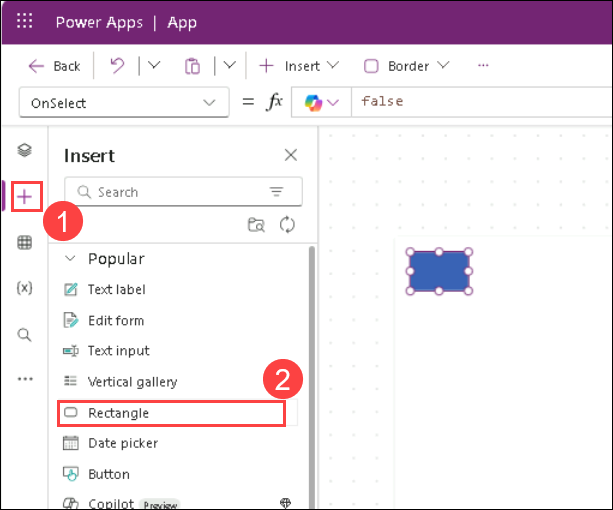 Power Apps | App
Back
Insert
Border
...
OnSelect
= fx
false
Insert
1
Search
(x)
Popular
Text label
Edit form
Text input
Vertical gallery
2
Rectangle
Date picker
Button
Copilot Preview